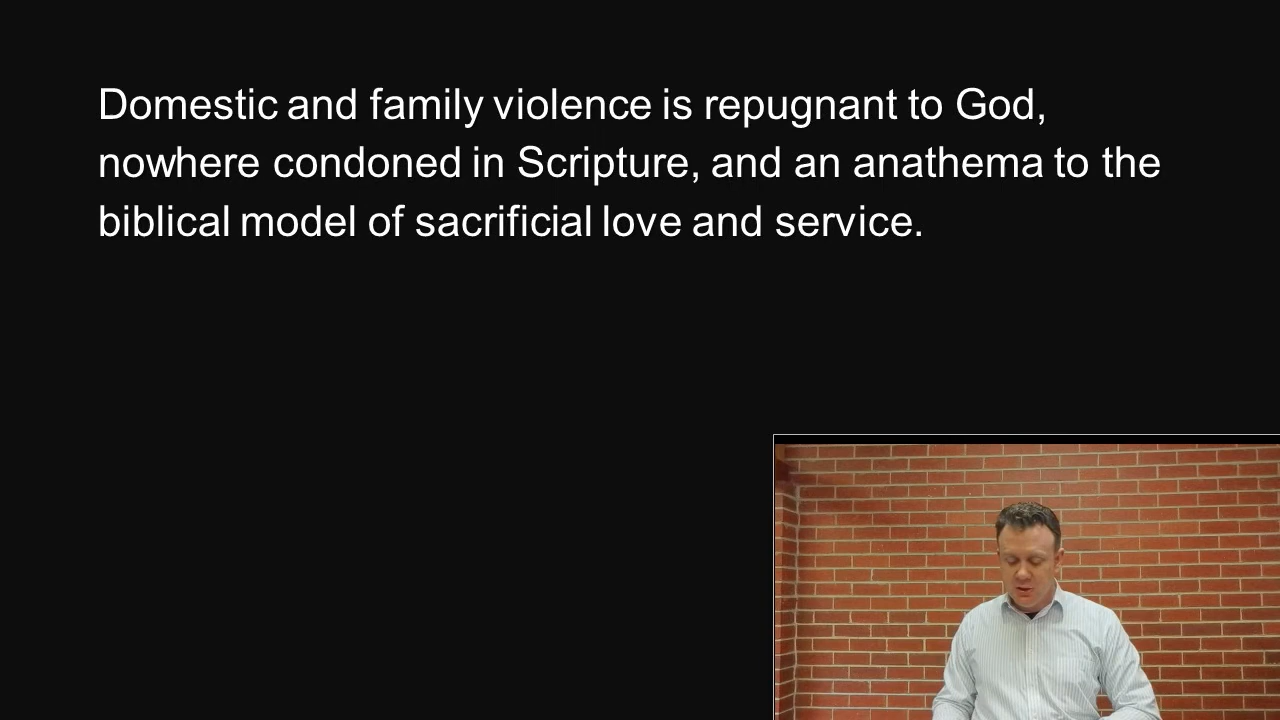 Domestic and family violence is repugnant to God,
nowhere condoned in Scripture, and an anathema to the
biblical model of sacrificial love and service.